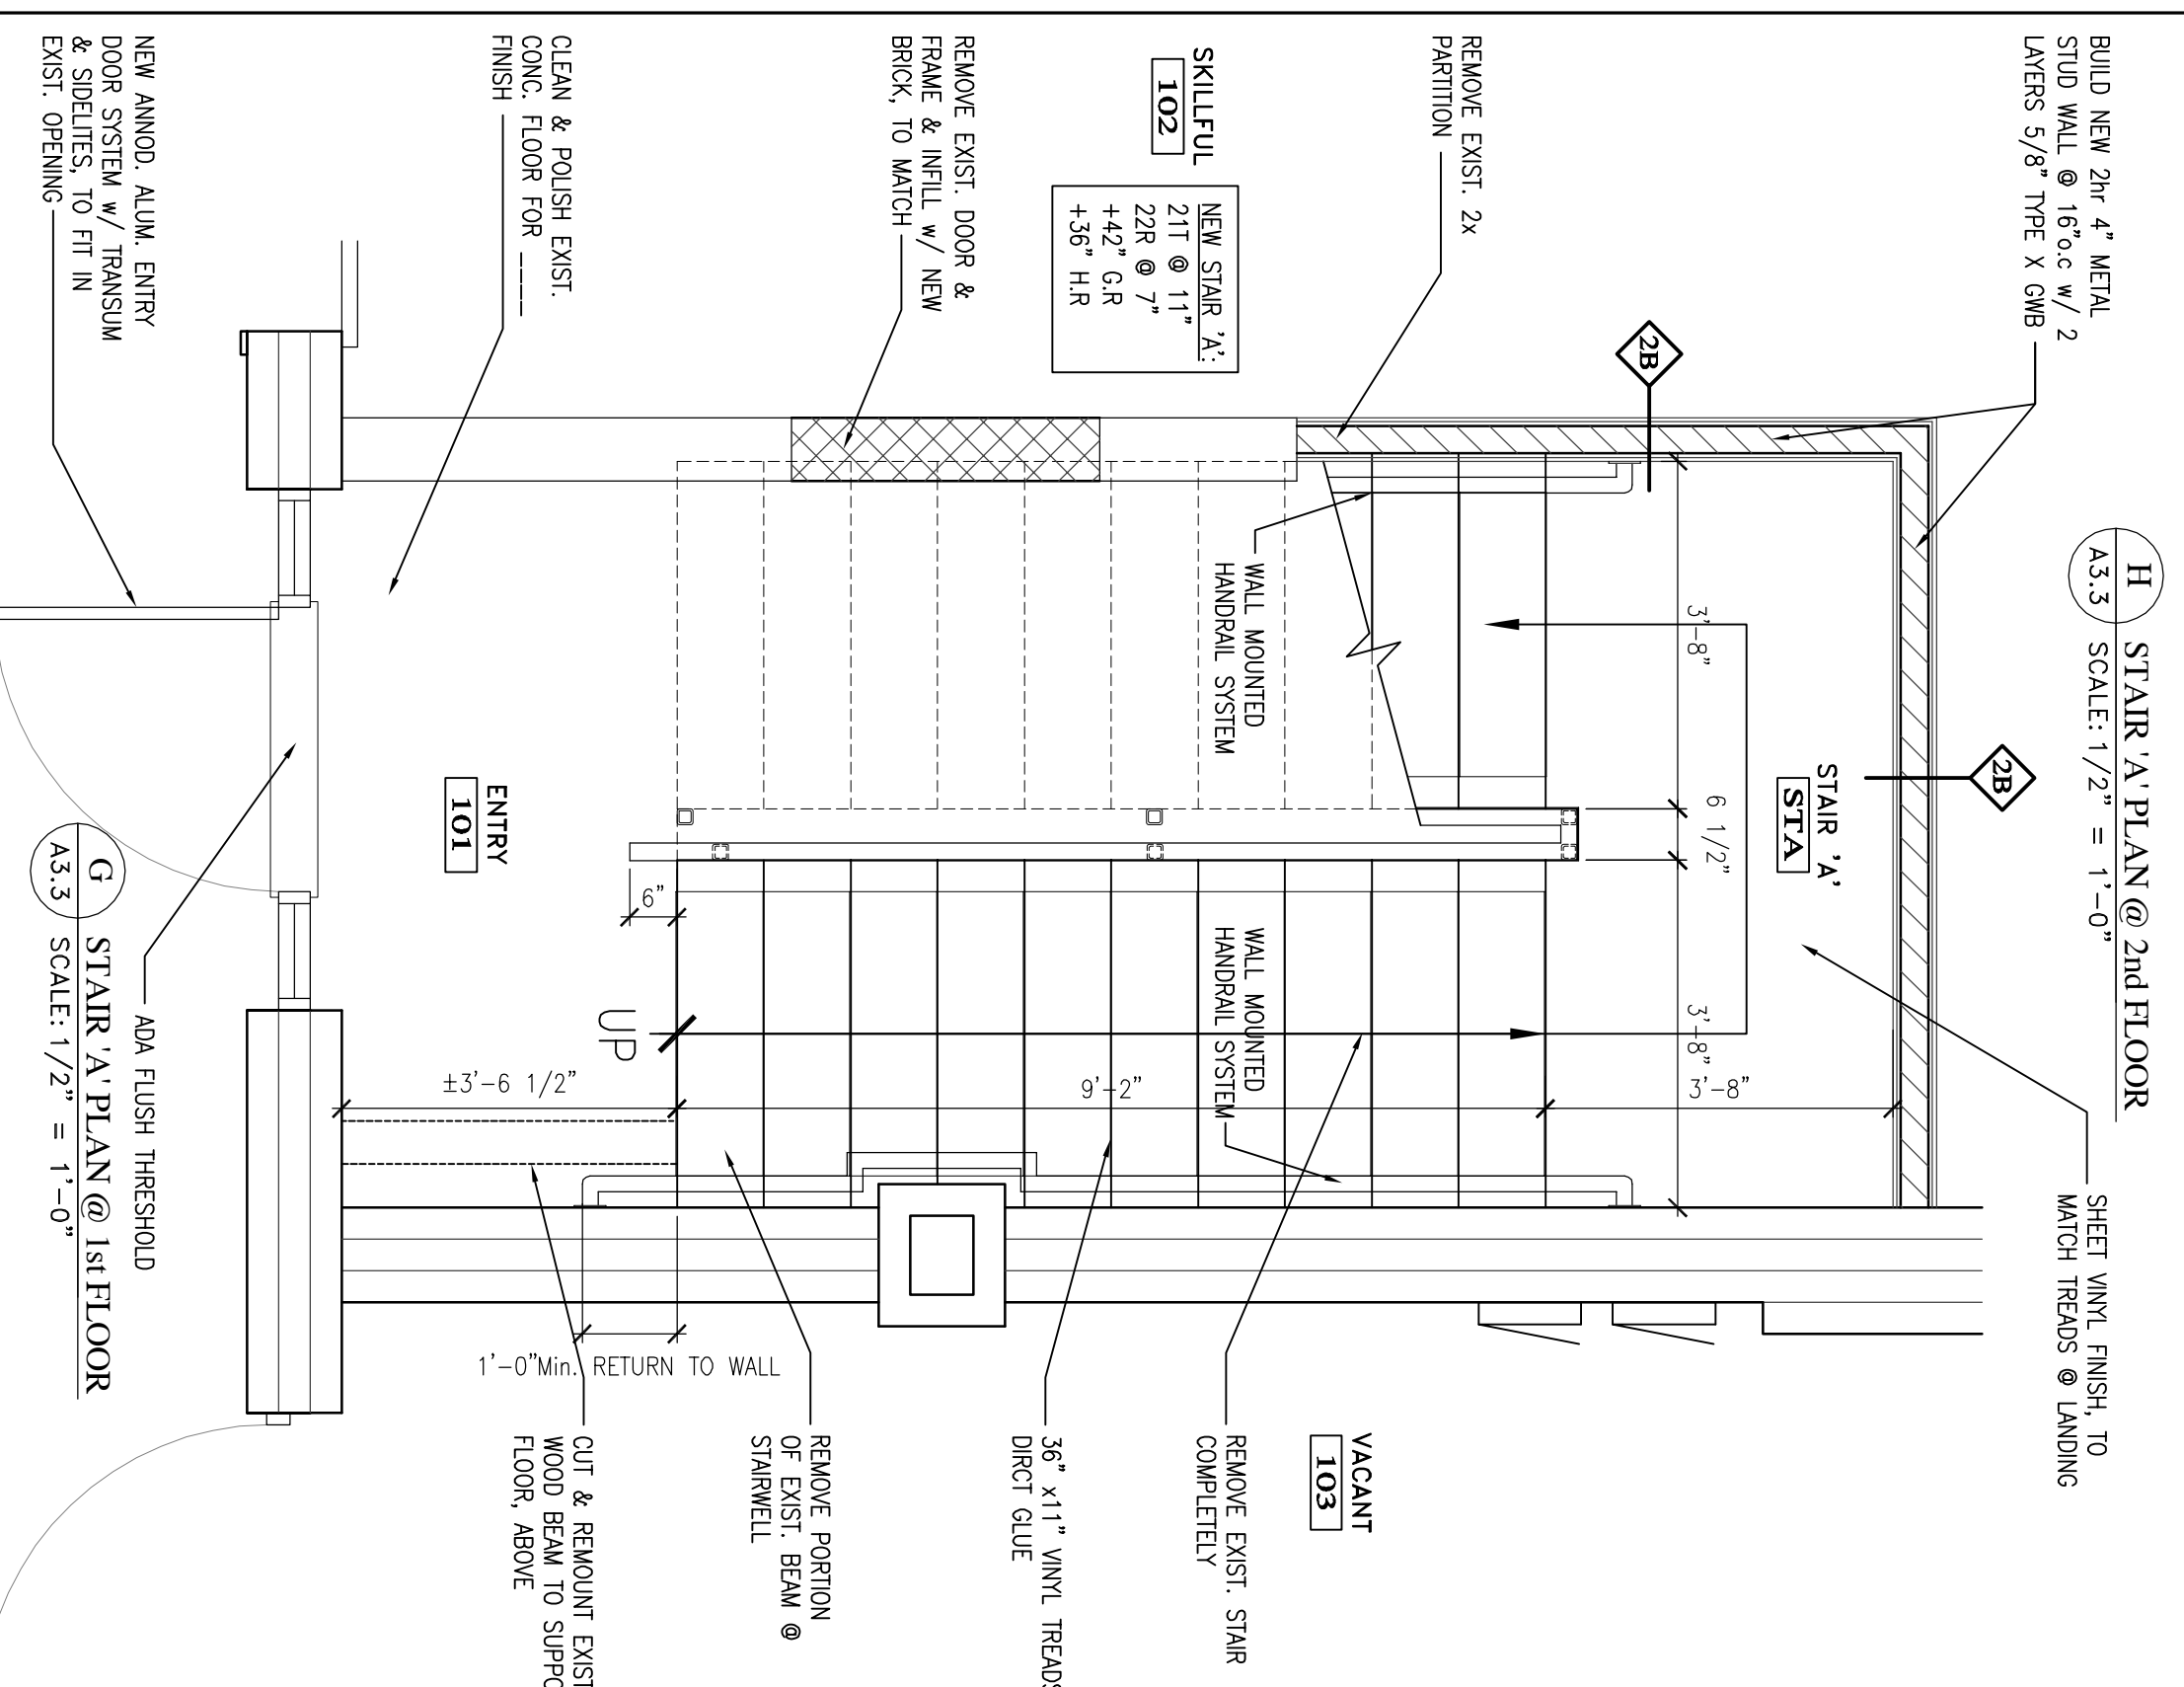 H
A3.3
STAIR 'A' PLAN @ 2nd FLOOR
SCALE: 1/2" = 1'-0"
BUILD NEW 2hr 4" METAL
STUD WALL @ 16"o.c w/ 2
LAYERS 5/8" TYPE X GWB
2B
2B
STAIR 'A'
STA
SHEET VINYL FINISH, TO
MATCH TREADS @ LANDING
3'-8"
6 1/2"
3'-8"
3'-8"
REMOVE EXIST. 2x
PARTITION
SKILLFUL
102
NEW STAIR 'A':
21T @ 11"
22R @ 7"
+42" G.R
+36" H.R
WALL MOUNTED
HANDRAIL SYSTEM
WALL MOUNTED
HANDRAIL SYSTEM
VACANT
103
REMOVE EXIST. STAIR
COMPLETELY
9'-2"
36" x11" VINYL TREADS
DIRCT GLUE
REMOVE EXIST. DOOR &
FRAME & INFILL w/ NEW
BRICK, TO MATCH
REMOVE PORTION
OF EXIST. BEAM @
STAIRWELL
6"
UP
1'-0"Min. RETURN TO WALL
±3'-6 1/2"
CUT & REMOUNT EXIST
WOOD BEAM TO SUPPO
FLOOR, ABOVE
CLEAN & POLISH EXIST.
CONC. FLOOR FOR ____
FINISH
ENTRY
101
NEW ANNOD. ALUM. ENTRY
DOOR SYSTEM w/ TRANSUM
& SIDELITES, TO FIT IN
EXIST. OPENING
ADA FLUSH THRESHOLD
G
A3.3
STAIR 'A' PLAN @ 1st FLOOR
SCALE: 1/2" = 1'-0"